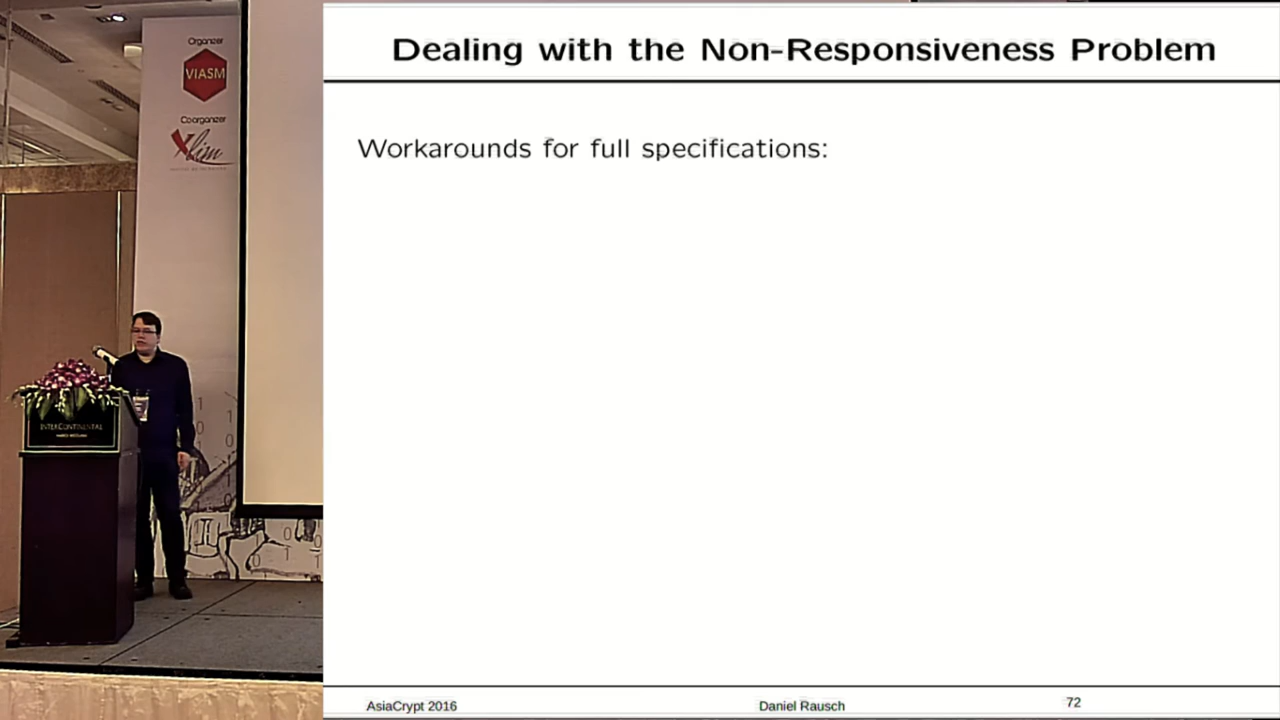 Organizer
VIASM
Co-organizer
Xlim
INTERCONTINENTAL
Dealing with the Non-Responsiveness Problem
Workarounds for full specifications:
AsiaCrypt 2016
Daniel Rausch
72